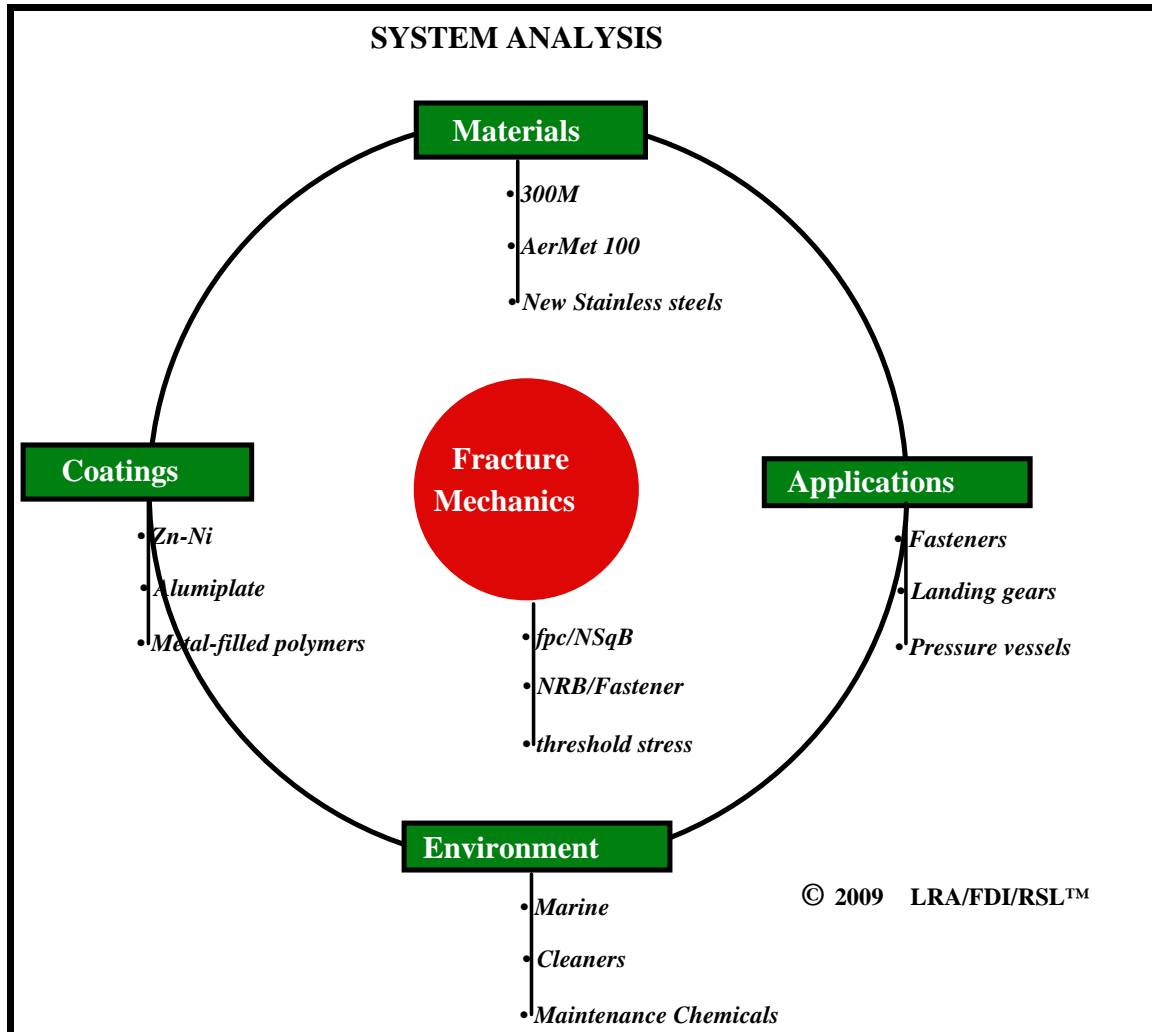 SYSTEM ANALYSIS
Materials
• 300M
• AerMet 100
• New Stainless steels
Coatings
• Zn-Ni
• Alumiplate
• Metal-filled polymers
Fracture
Mechanics
• fpc/NSqB
• NRB/Fastener
• threshold stress
Applications
• Fasteners
• Landing gears
• Pressure vessels
Environment
• Marine
• Cleaners
• Maintenance Chemicals
© 2009 LRA/FDI/RSL™